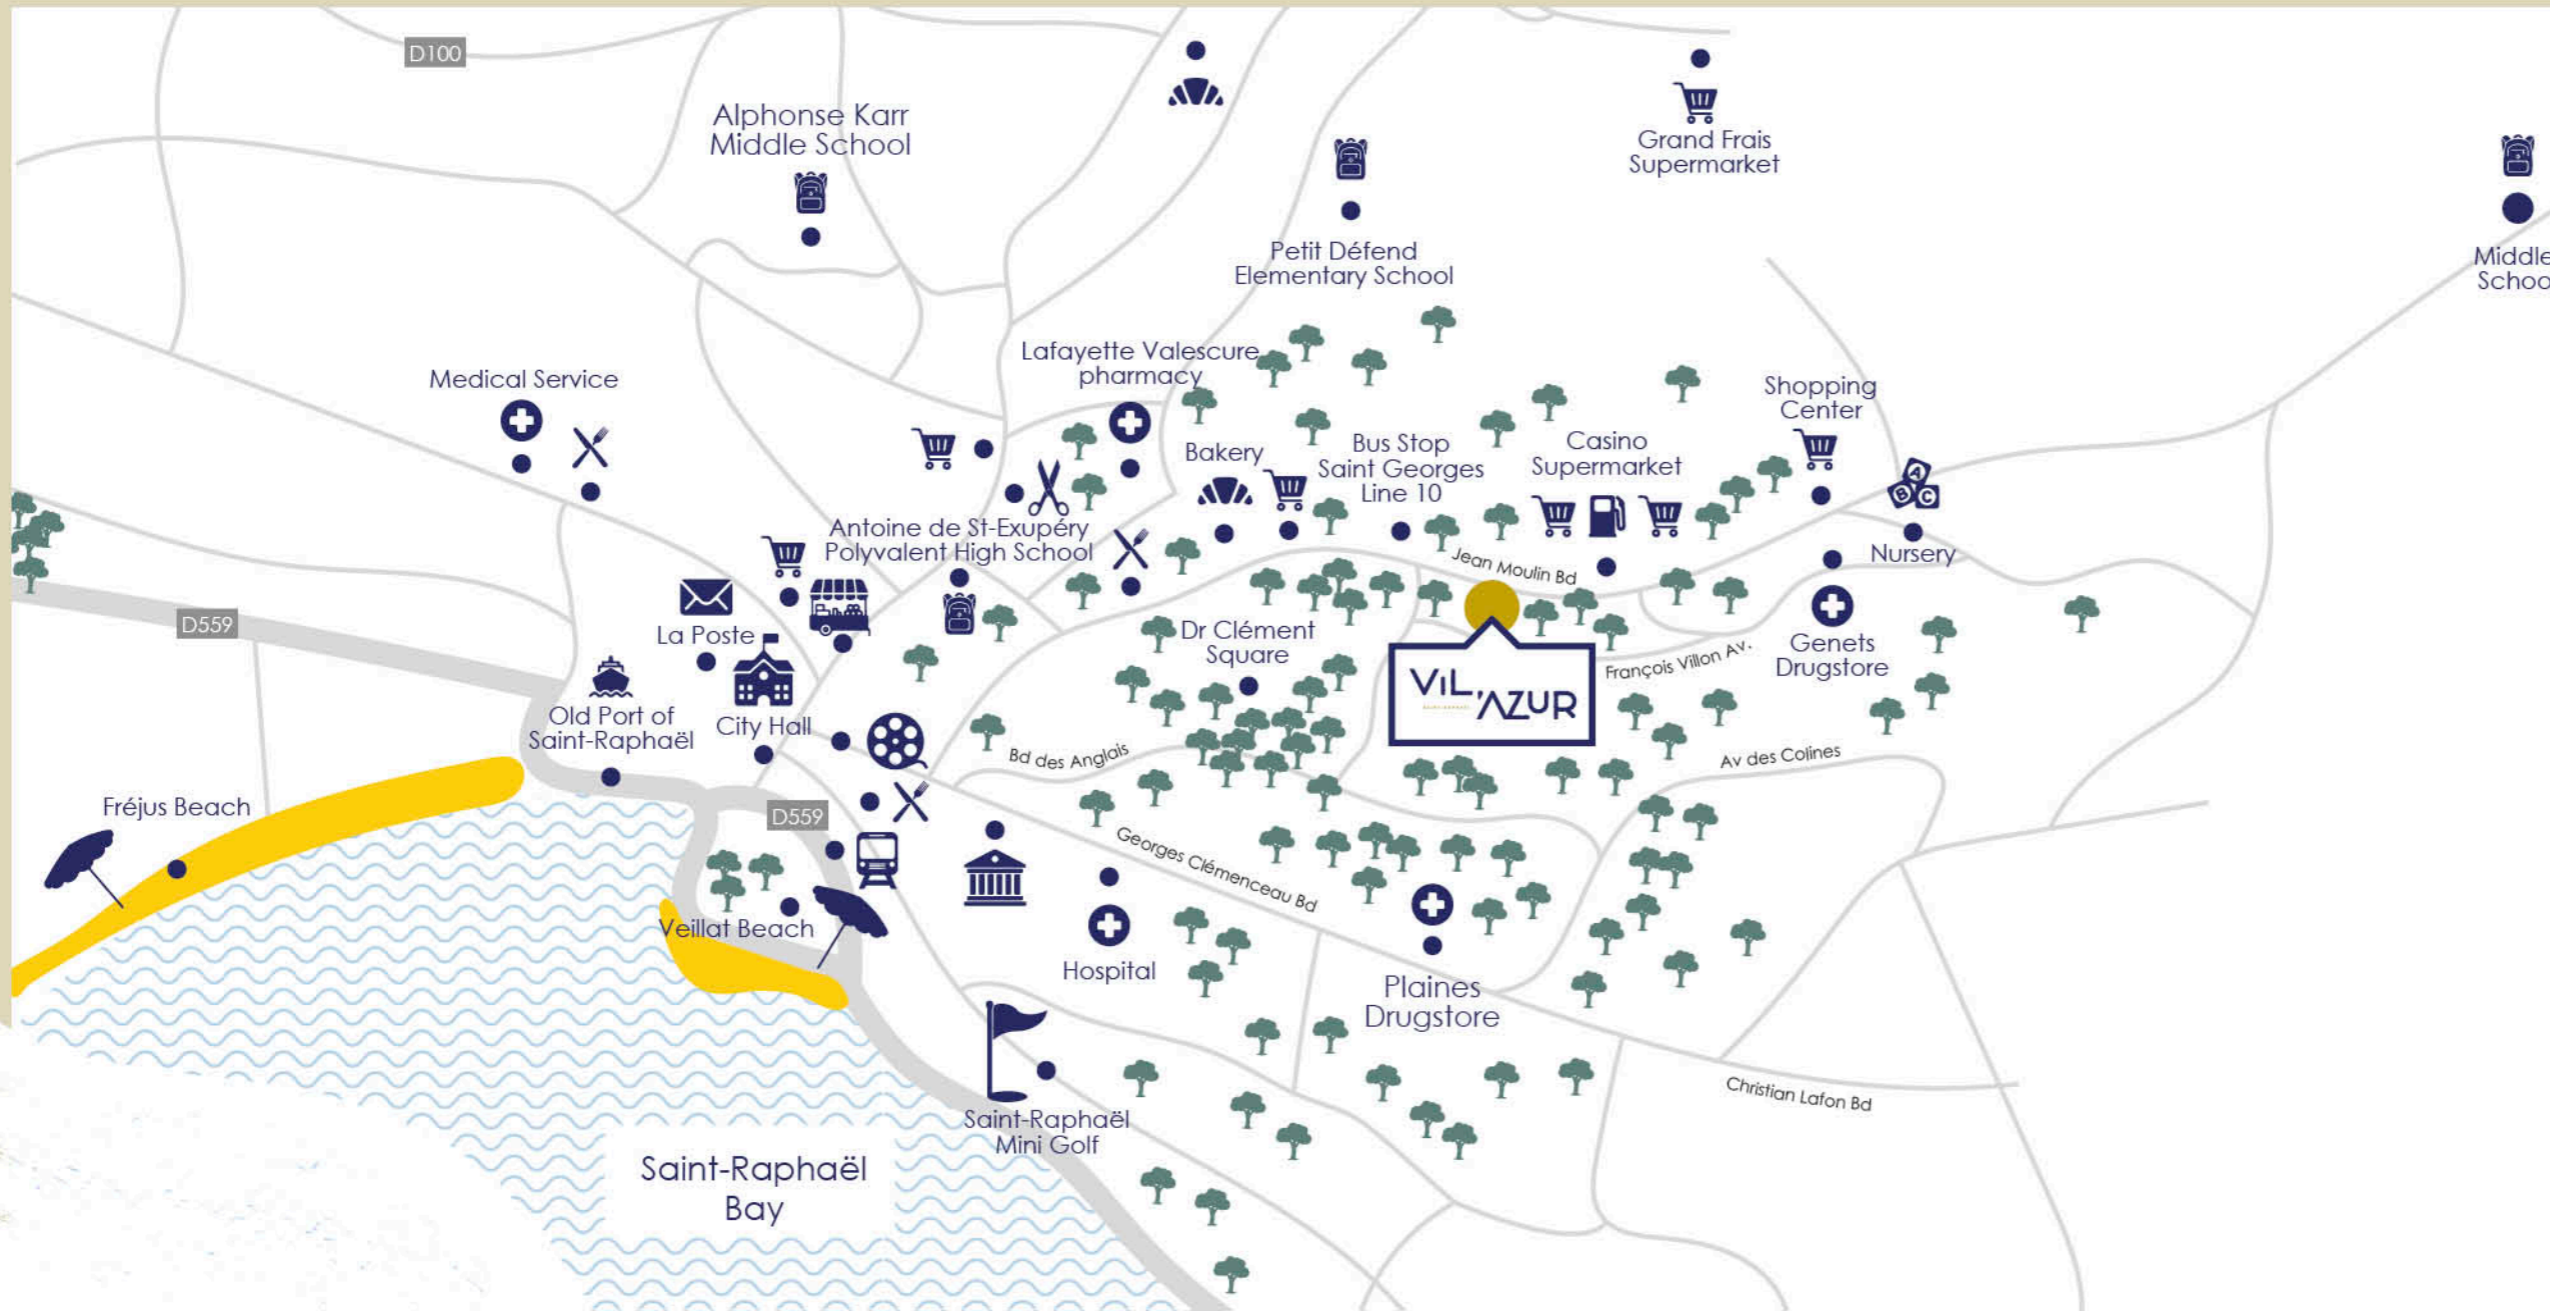 D100
Alphonse Karr
Middle School
Grand Frais
Supermarket
Petit Défend
Elementary School
Middle
Schoo
Lafayette Valescure
pharmacy
Medical Service
Shopping
Center
Bakery
Bus Stop
Saint Georges
Line 10
Casino
Supermarket
A
B C
Antoine de St-Exupéry
Polyvalent High School
Nursery
Jean Moulin Bd
D559
La Poste
Dr Clément
Square
Genets
Drugstore
François Villon Av.
ViL'AZUR
Old Port of
Saint-Raphaël
City Hall
Bd des Anglais
Av des Colines
Fréjus Beach
D559
Georges Clémenceau Bd
Veillat Beach
Hospital
Plaines
Drugstore
Christian Lafon Bd
Saint-Raphaël
Mini Golf
Saint-Raphaël
Bay